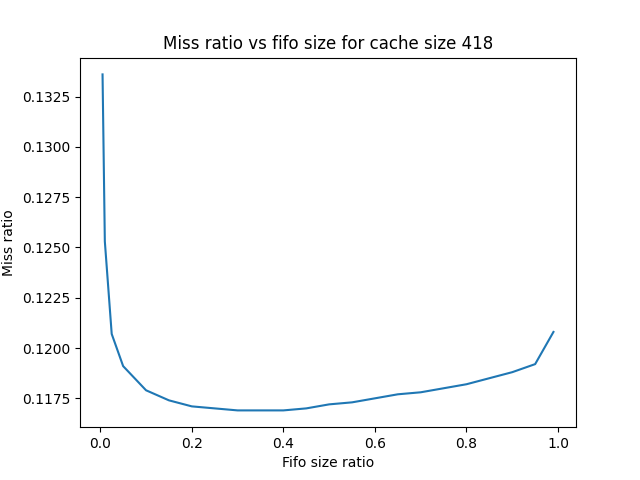 Miss ratio vs fifo size for cache size 418
0.1325
0.1300
0.1275
0.1250
0.1225
0.1200
0.1175
Miss ratio
0.0 0.2 0.4 0.6 0.8 1.0
Fifo size ratio